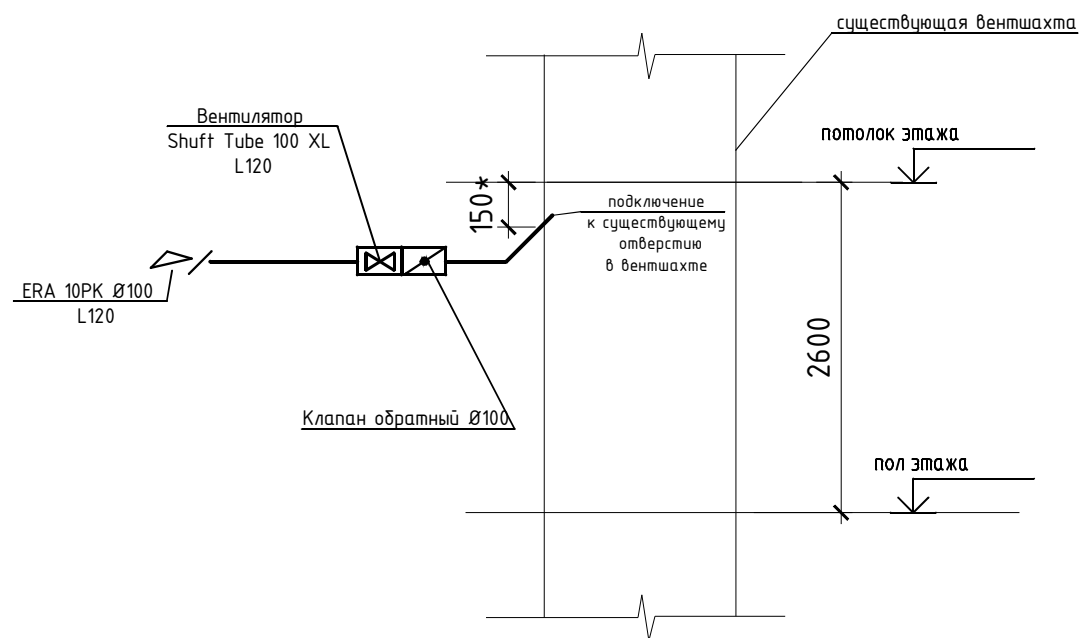 существующая вентшахта
Вентилятор
Shuft Tube 100 XL
L120
потолок этажа
150*
подключение
к существующему
отверстию
в вентшахте
ERA 10PK Ø100
L120
2600
Клапан обратный Ø100
пол этажа